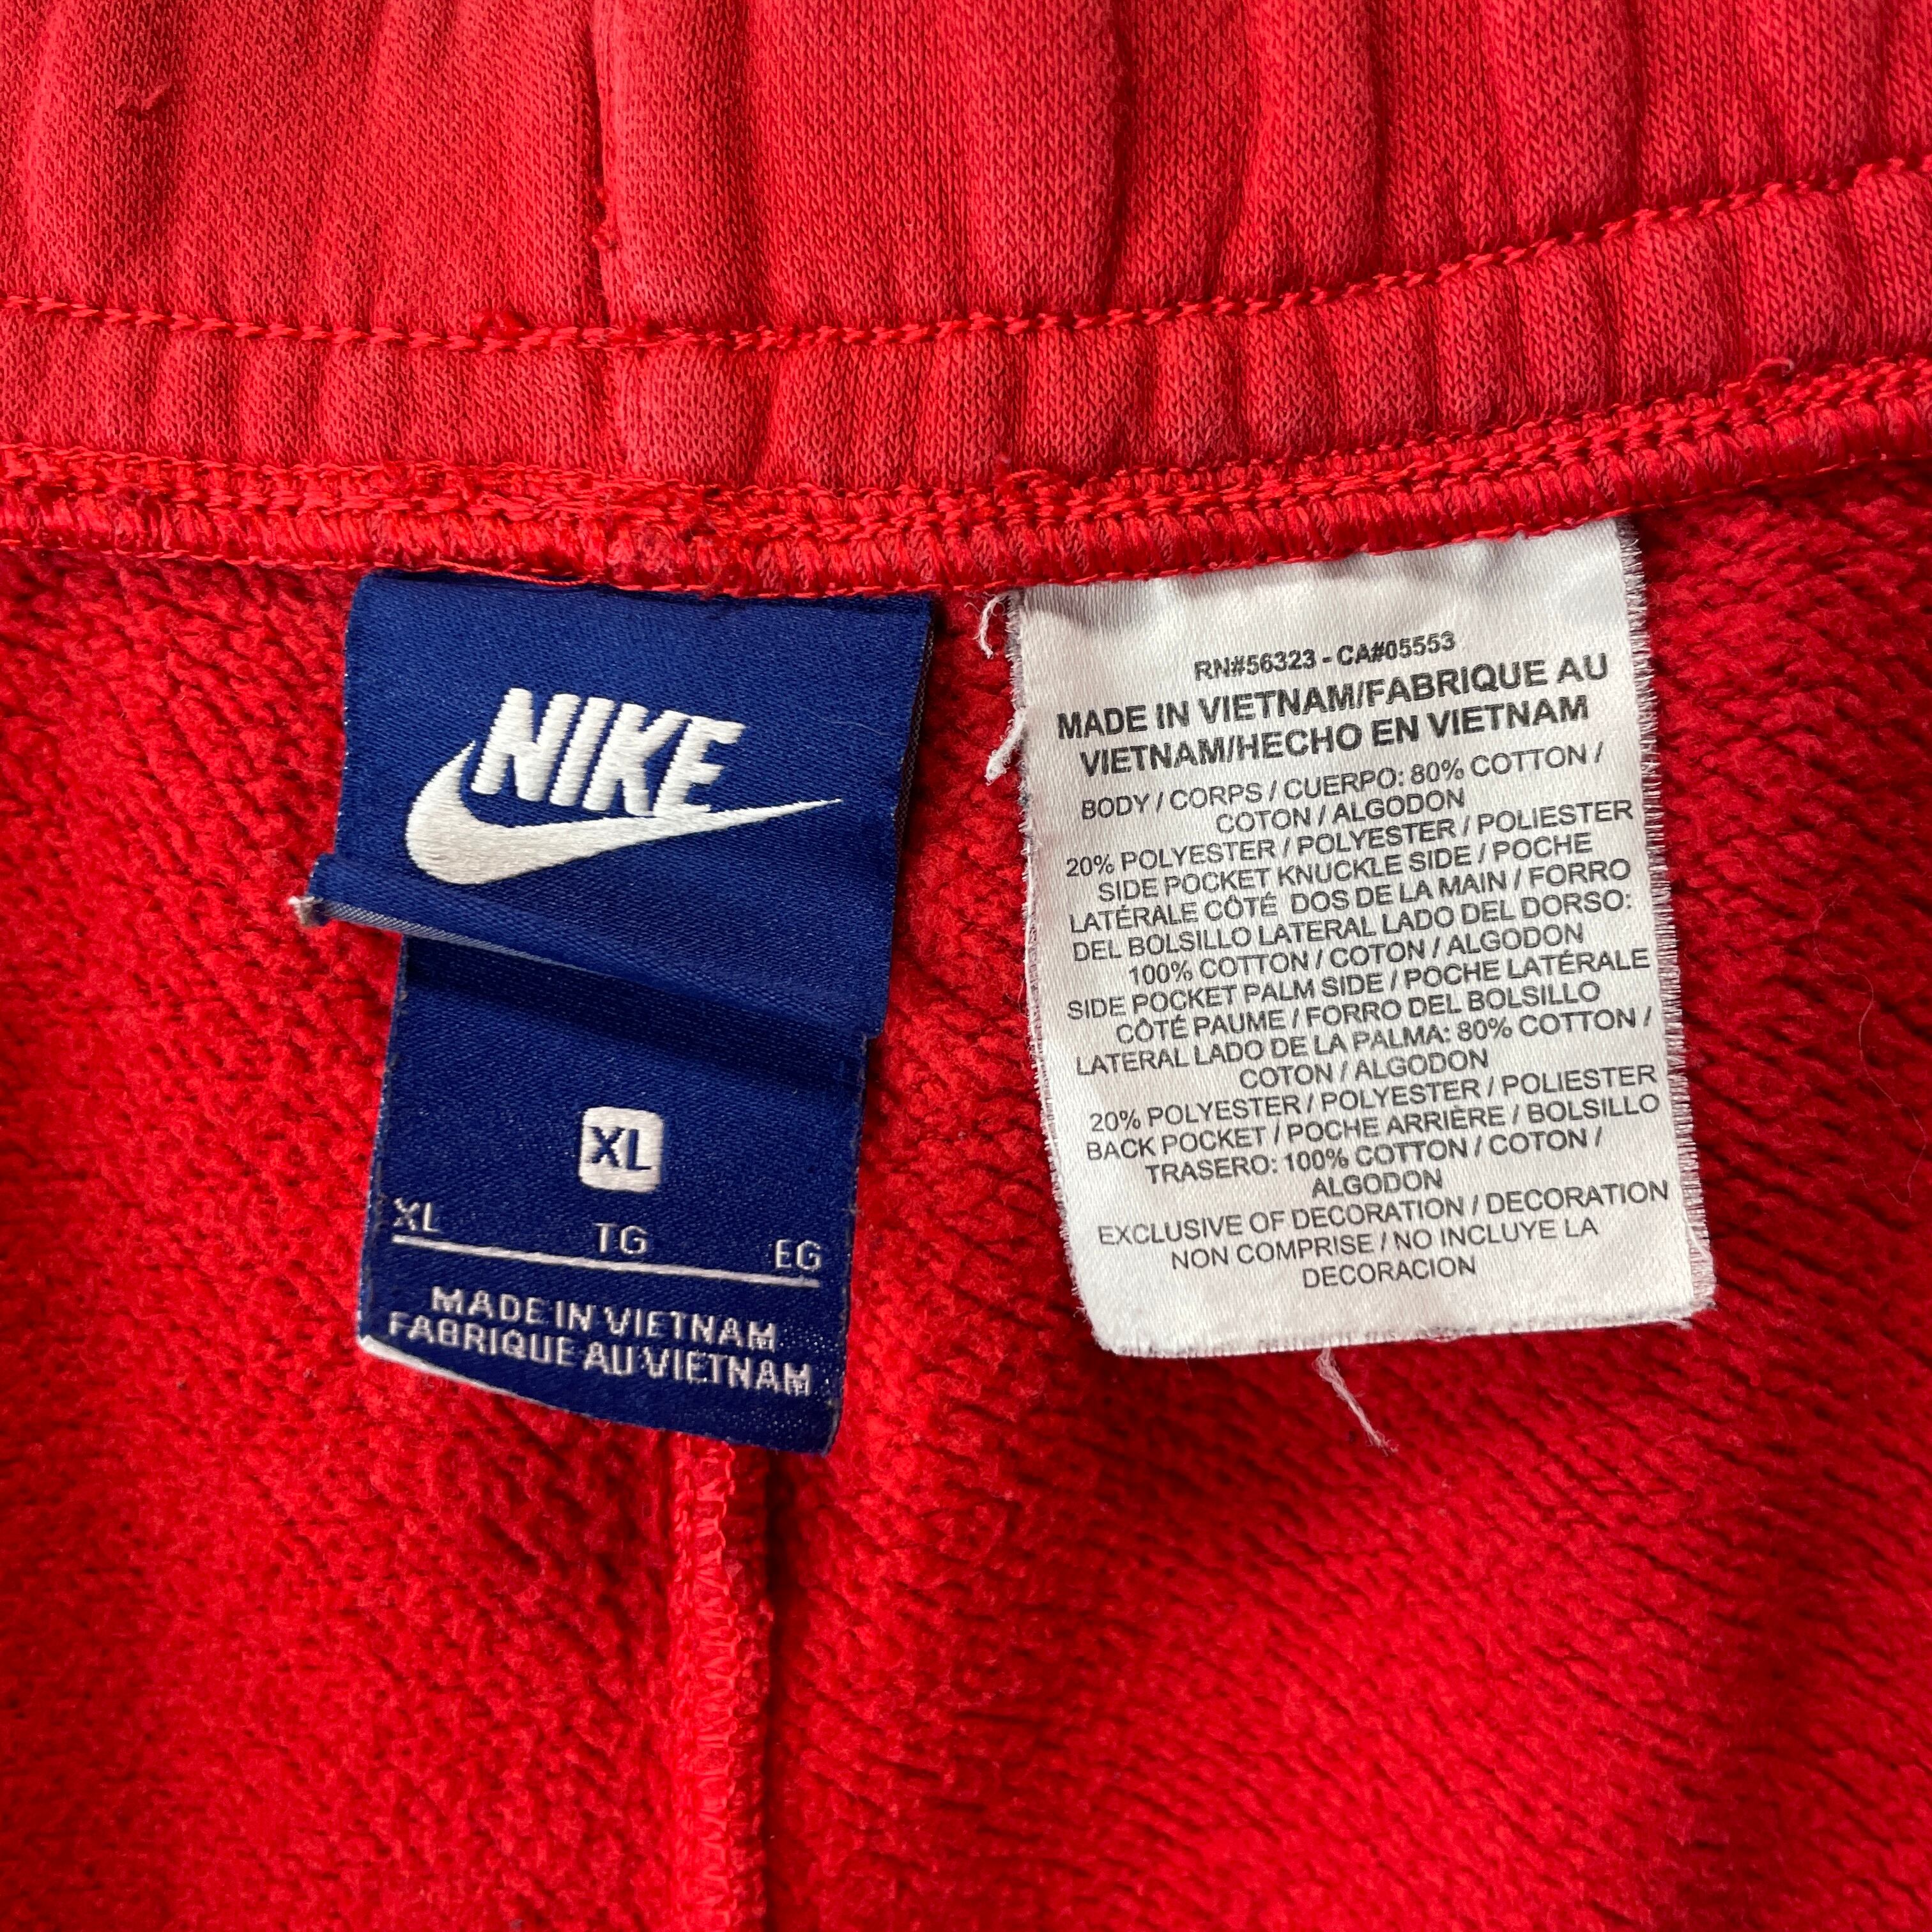 NIKE
XL
XL TG EG
MADE IN VIETNAM
FABRIQUE AU VIETNAM
RN#56323 - CA#05553
MADE IN VIETNAM/FABRIQUE AU
VIETNAM/HECHO EN VIETNAM
BODY / CORPS / CUERPO: 80% COTTON /
COTON / ALGODON
20% POLYESTER / POLYESTER / POLIESTER
SIDE POCKET KNUCKLE SIDE / POCHE
LATÉRALE CÔTÉ DOS DE LA MAIN / FORRO
DEL BOLSILLO LATERAL LADO DEL DORSO:
100% COTTON / COTON / ALGODON
SIDE POCKET PALM SIDE / POCHE LATÉRALE
CÔTÉ PAUME / FORRO DEL BOLSILLO
LATERAL LADO DE LA PALMA: 80% COTTON /
COTON / ALGODON
20% POLYESTER / POLYESTER / POLIESTER
BACK POCKET / POCHE ARRIÈRE / BOLSILLO
TRASERO: 100% COTTON / COTON /
ALGODON
EXCLUSIVE OF DECORATION / DECORATION
NON COMPRISE / NO INCLUYE LA
DECORACION